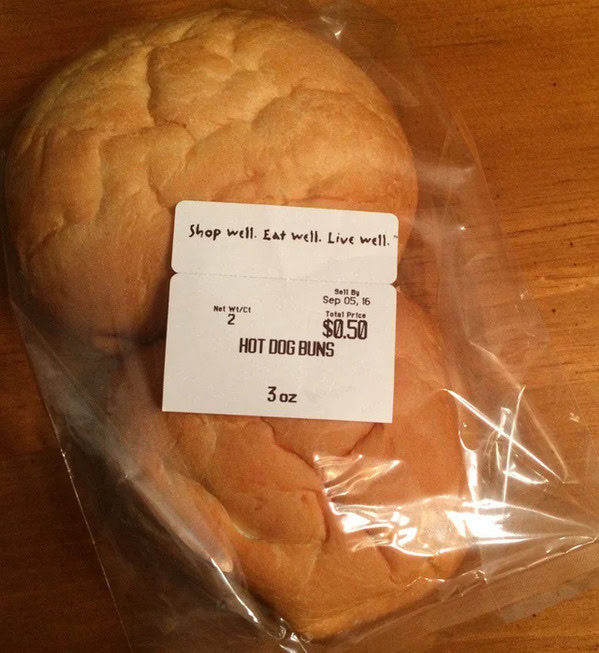 Shop well. Eat well. Live well.™
Sell By
Sep 05, 16
Net Wt/Ct
2
Total Price
$0.50
HOT DOG BUNS
3 oz